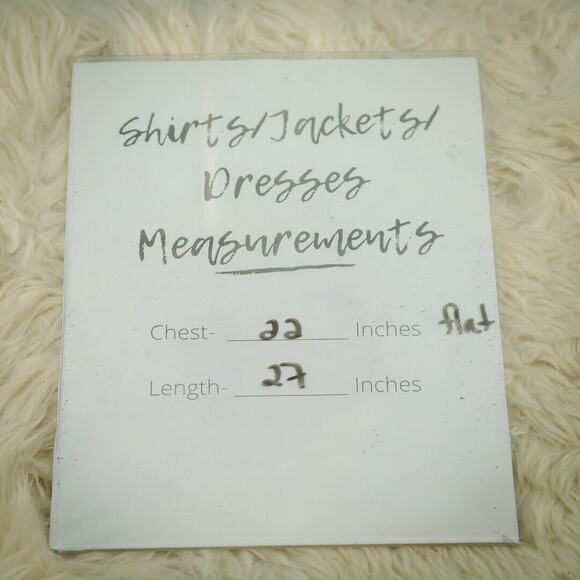 Shirts/Jackets/
Dresses
Measurements
Chest- 22 Inches flat
Length- 27 Inches